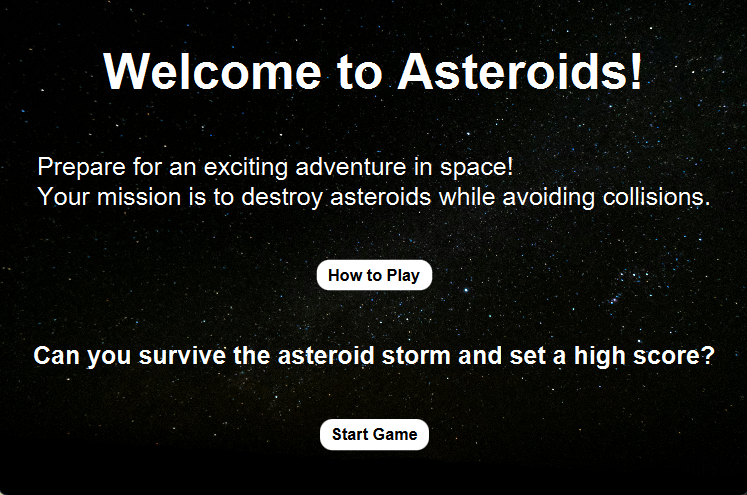 Welcome to Asteroids!
Prepare for an exciting adventure in space!
Your mission is to destroy asteroids while avoiding collisions.
How to Play
Can you survive the asteroid storm and set a high score?
Start Game